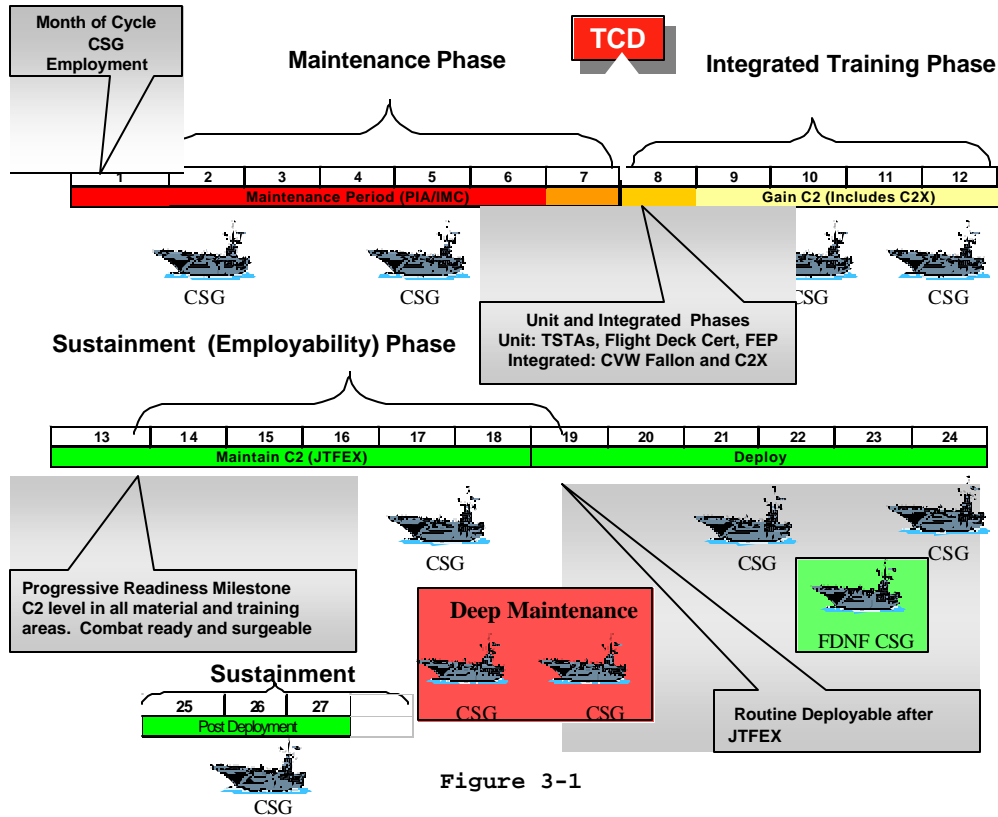 Month of Cycle
CSG
Employment
Maintenance Phase
TCD
Integrated Training Phase
1 2 3 4 5 6 7 8 9 10 11 12
Maintenance Period (PIA/IMC)
Gain C2 (Includes C2X)
CSG
CSG
CSG
CSG
Unit and Integrated Phases
Unit: TSTAs, Flight Deck Cert, FEP
Integrated: CVW Fallon and C2X
Sustainment (Employability) Phase
13 14 15 16 17 18 19 20 21 22 23 24
Maintain C2 (JTFEX)
Deploy
CSG
CSG
CSG
Progressive Readiness Milestone
C2 level in all material and training
areas. Combat ready and surgeable
Deep Maintenance
CSG
CSG
FDNF CSG
Sustainment
25 26 27
Post Deployment
CSG
Routine Deployable after
JTFEX
Figure 3-1